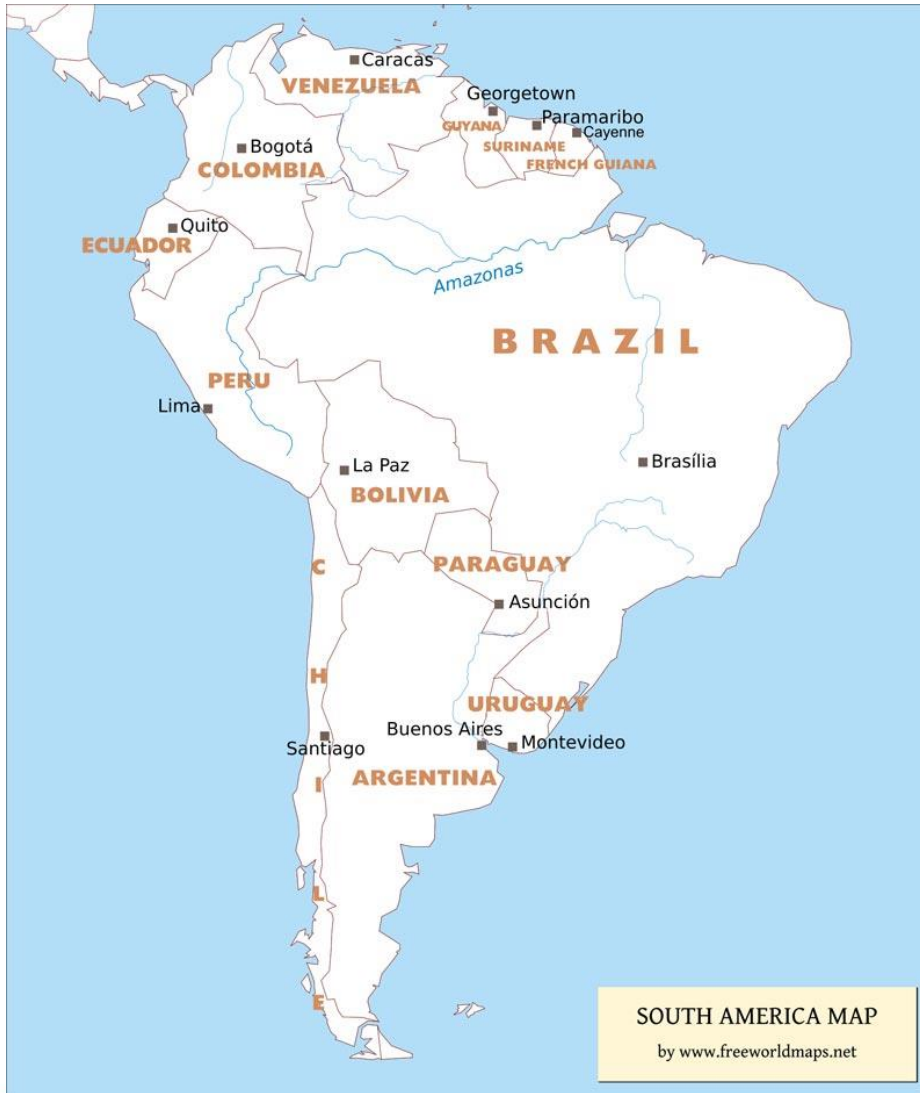 Caracas
VENEZUELA
Georgetown
GUYANA
Paramaribo
Cayenne
SURINAME
FRENCH GUIANA
Bogotá
COLOMBIA
Quito
ECUADOR
Amazonas
BRAZIL
PERU
Lima
La Paz
Brasília
BOLIVIA
PARAGUAY
Asunción
CHILE
URUGUAY
Buenos Aires
Montevideo
Santiago
ARGENTINA
SOUTH AMERICA MAP
by www.freeworldmaps.net